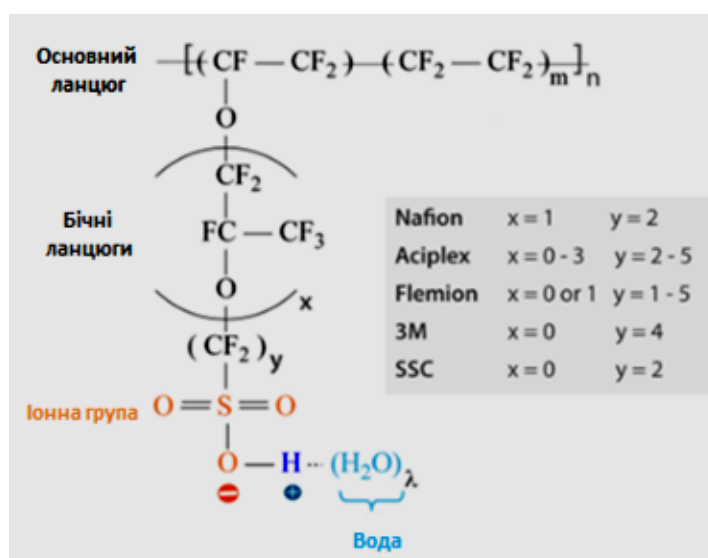 Основний ланцюг
—[(CF — CF₂)—(CF₂ — CF₂)ₘ]ₙ
O
CF₂
Бічні ланцюги
FC — CF₃
O
x
(CF₂)y
Іонна група
O=S=O
O — H ··· (H₂O)λ
− +
Вода
Nafion x = 1 y = 2
Aciplex x = 0 - 3 y = 2 - 5
Flemion x = 0 or 1 y = 1 - 5
3M x = 0 y = 4
SSC x = 0 y = 2